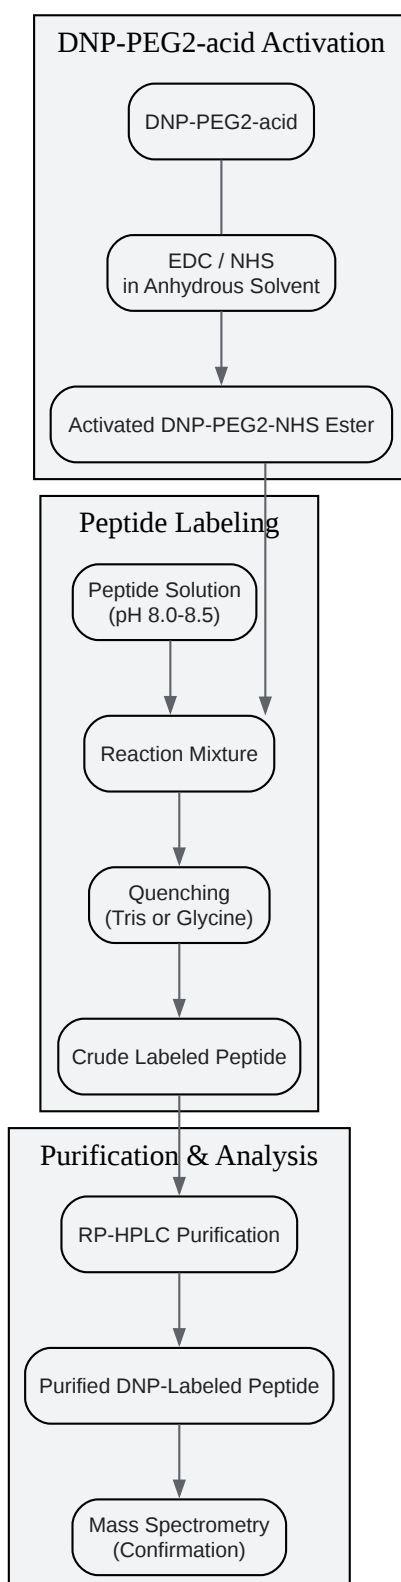 DNP-PEG2-acid Activation
DNP-PEG2-acid
EDC / NHS
in Anhydrous Solvent
Activated DNP-PEG2-NHS Ester
Peptide Labeling
Peptide Solution
(pH 8.0-8.5)
Reaction Mixture
Quenching
(Tris or Glycine)
Crude Labeled Peptide
Purification & Analysis
RP-HPLC Purification
Purified DNP-Labeled Peptide
Mass Spectrometry
(Confirmation)